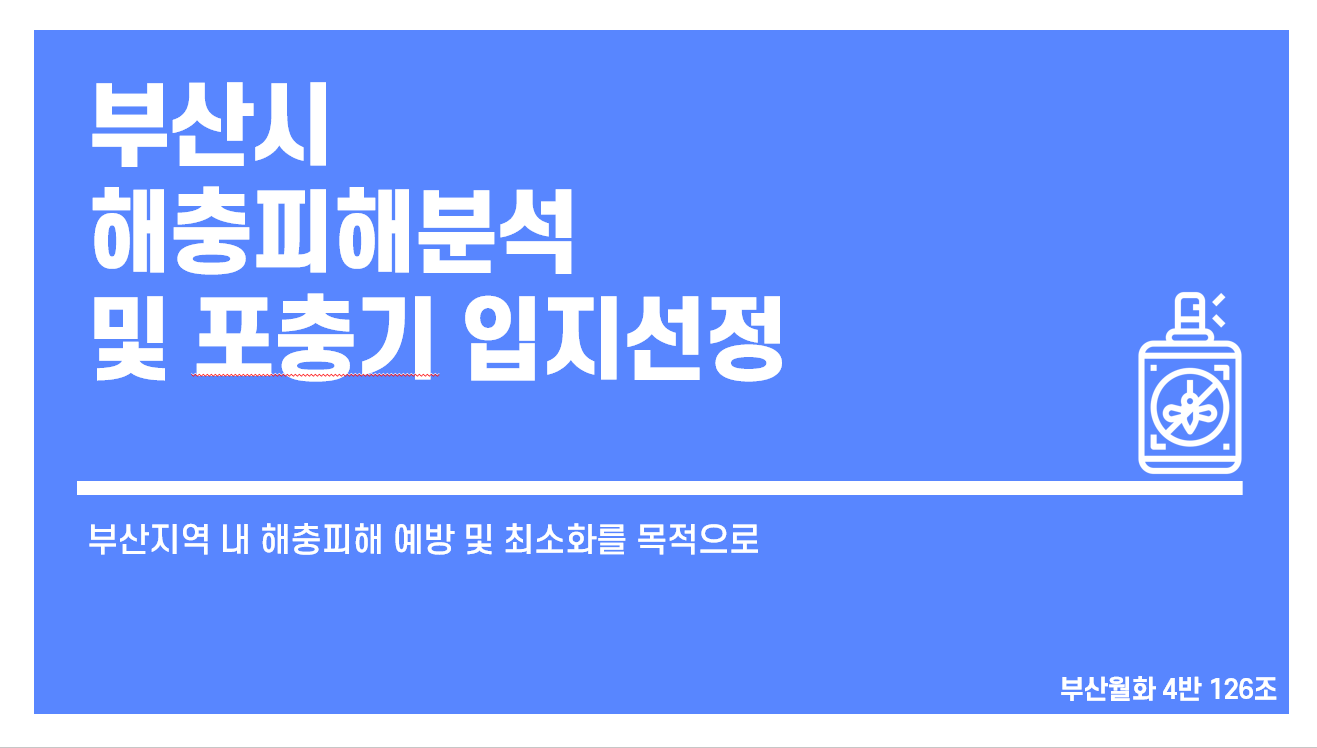 부산시
해충피해분석
및 포충기 입지선정
부산지역 내 해충피해 예방 및 최소화를 목적으로
부산월화 4반 126조